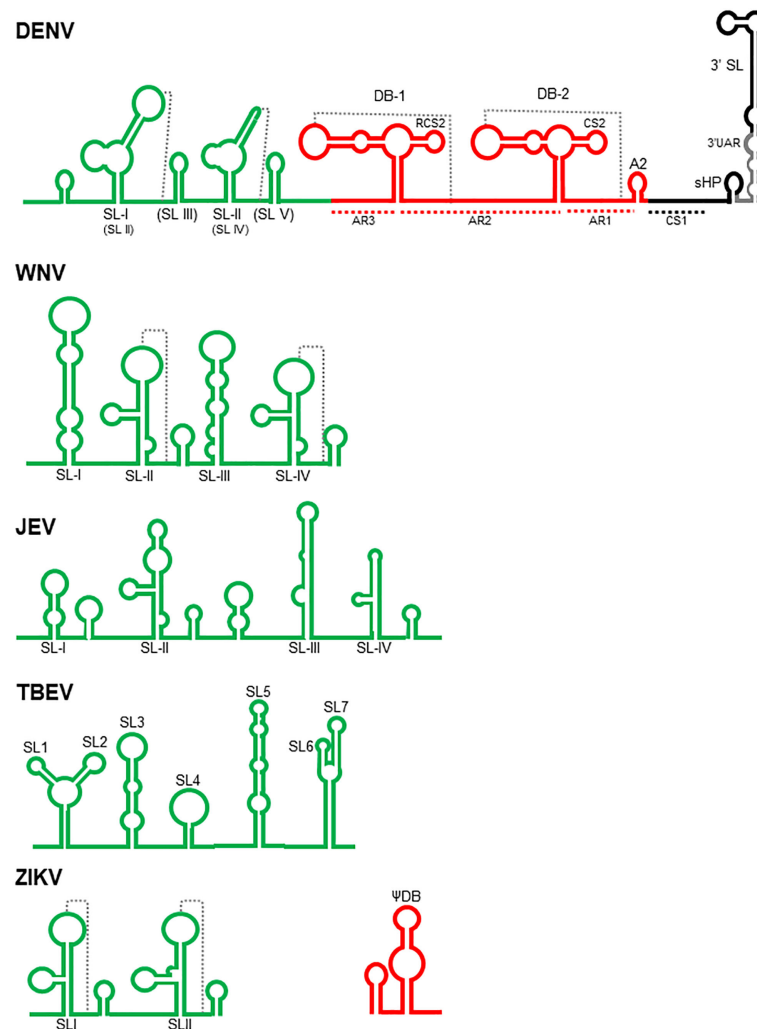 DENV
3' SL
DB-1
DB-2
RCS2
CS2
3'UAR
A2
sHP
SL-I
(SL II)
(SL III)
SL-II
(SL IV)
(SL V)
AR3
AR2
AR1
CS1
WNV
SL-I
SL-II
SL-III
SL-IV
JEV
SL-I
SL-II
SL-III
SL-IV
TBEV
SL1
SL2
SL3
SL4
SL5
SL6
SL7
ZIKV
SLI
SLII
ΨDB